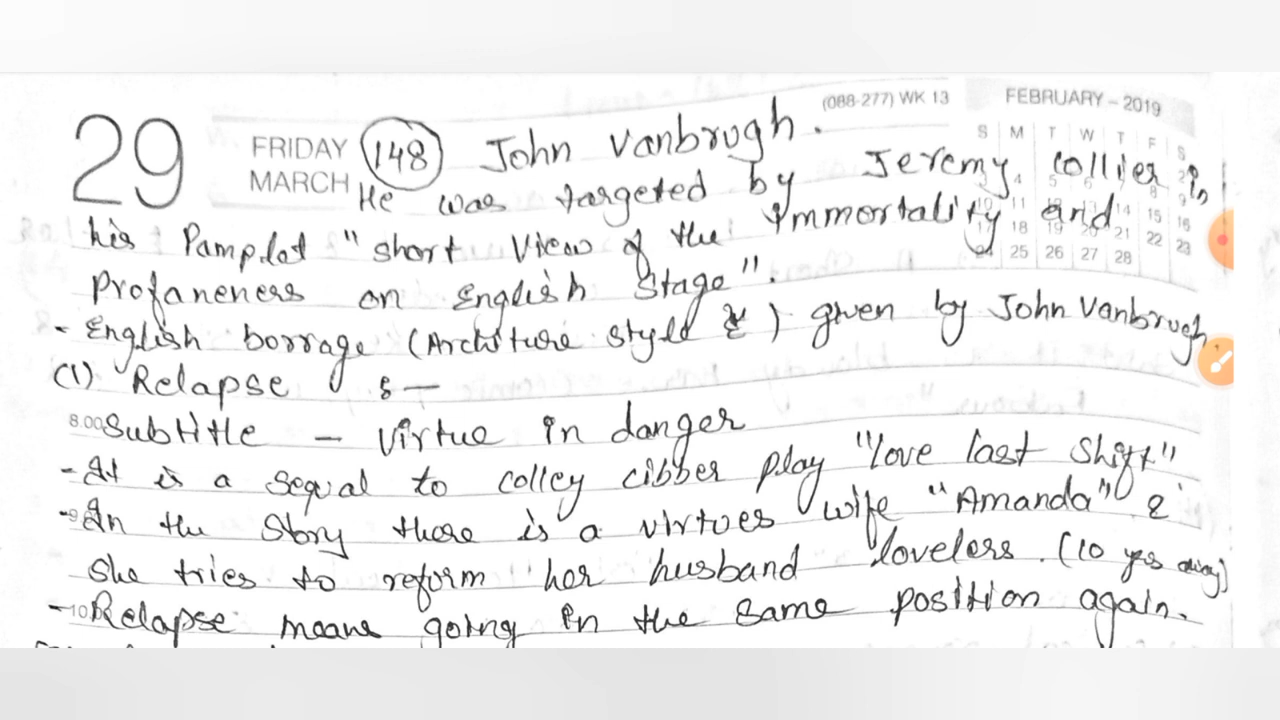 29 FRIDAY MARCH (148) John Vanbrugh. (088-277) WK 13 FEBRUARY – 2019
S M T W T F S
He was targeted by Jeremy collier in
his Pamplet "short View of the Immortality and
Profaneners on English Stage".
- English borrage (Architure style ) given by John Vanbrugh.
(1) Relapse :—
8.00 Subtitle — Virtue in danger
- It is a sequal to colley cibber play "love last shift"
- In the story there is a virtues wife "Amanda" &
she tries to reform her husband loveless. (10 yrs away)
- Relapse means going in the same position again.